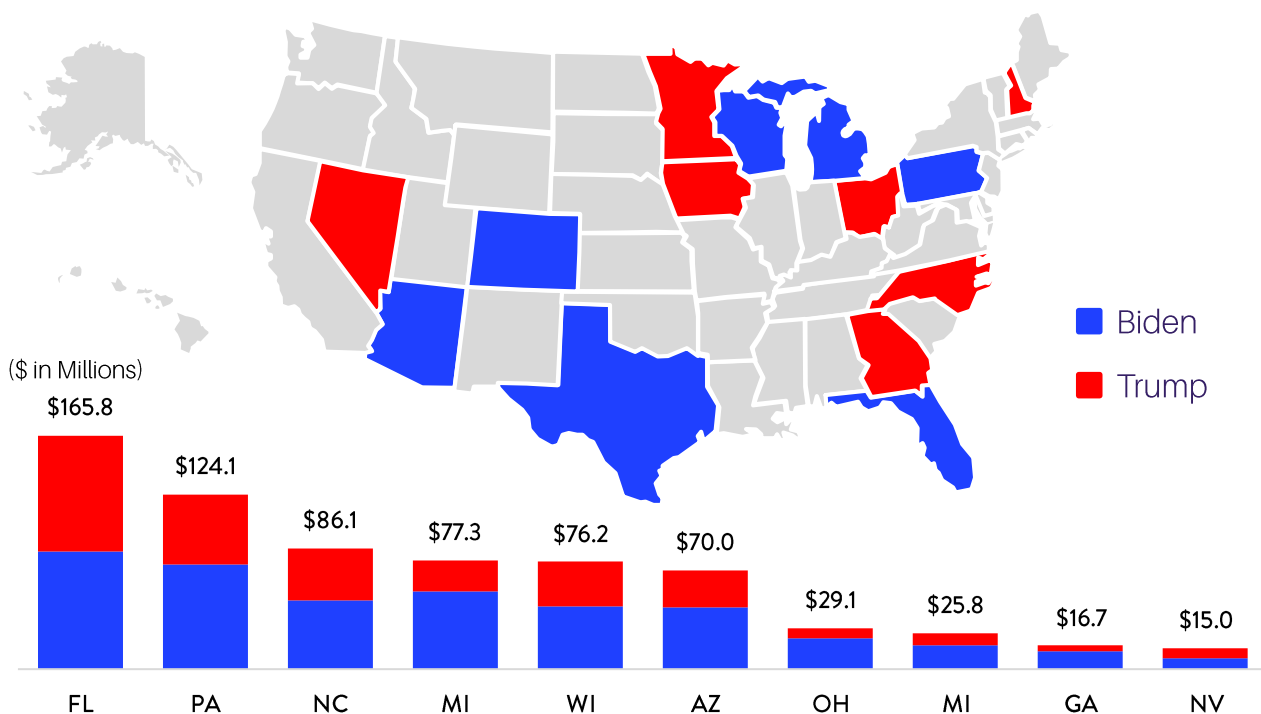 Biden
Trump
($ in Millions)
$165.8
$124.1
$86.1
$77.3
$76.2
$70.0
$29.1
$25.8
$16.7
$15.0
FL
PA
NC
MI
WI
AZ
OH
MI
GA
NV